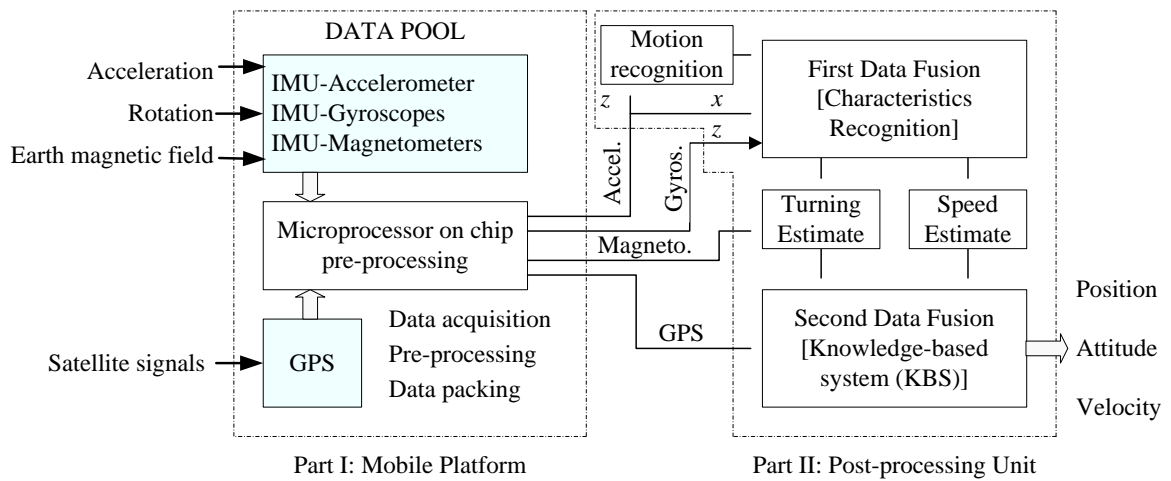 DATA POOL
Acceleration
Rotation
Earth magnetic field
IMU-Accelerometer
IMU-Gyroscopes
IMU-Magnetometers
Microprocessor on chip
pre-processing
Satellite signals
GPS
Data acquisition
Pre-processing
Data packing
Part I: Mobile Platform
Motion
recognition
z
x
z
Accel.
Gyros.
Magneto.
GPS
First Data Fusion
[Characteristics
Recognition]
Turning
Estimate
Speed
Estimate
Second Data Fusion
[Knowledge-based
system (KBS)]
Position
Attitude
Velocity
Part II: Post-processing Unit